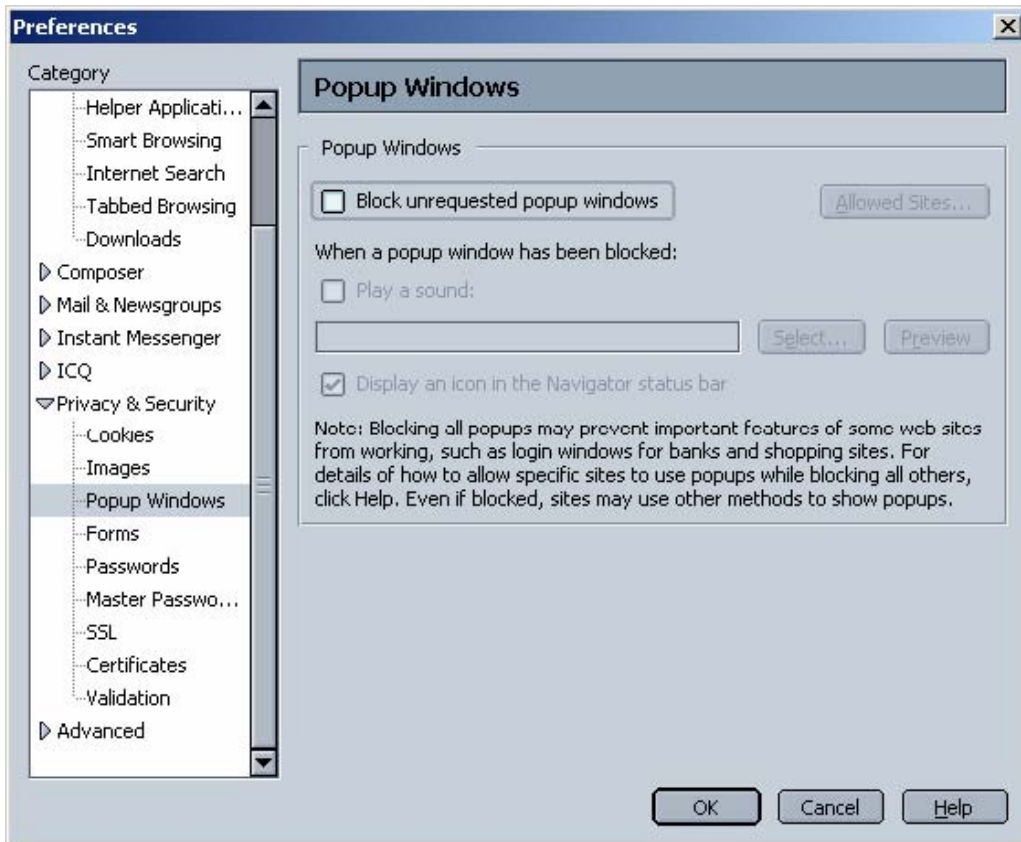 Preferences
Category
Helper Applicati...
Smart Browsing
Internet Search
Tabbed Browsing
Downloads
Composer
Mail & Newsgroups
Instant Messenger
ICQ
Privacy & Security
Cookies
Images
Popup Windows
Forms
Passwords
Master Passwo...
SSL
Certificates
Validation
Advanced
Popup Windows
Popup Windows
Block unrequested popup windows
Allowed Sites...
When a popup window has been blocked:
Play a sound:
Select...
Preview
Display an icon in the Navigator status bar
Note: Blocking all popups may prevent important features of some web sites
from working, such as login windows for banks and shopping sites. For
details of how to allow specific sites to use popups while blocking all others,
click Help. Even if blocked, sites may use other methods to show popups.
OK
Cancel
Help